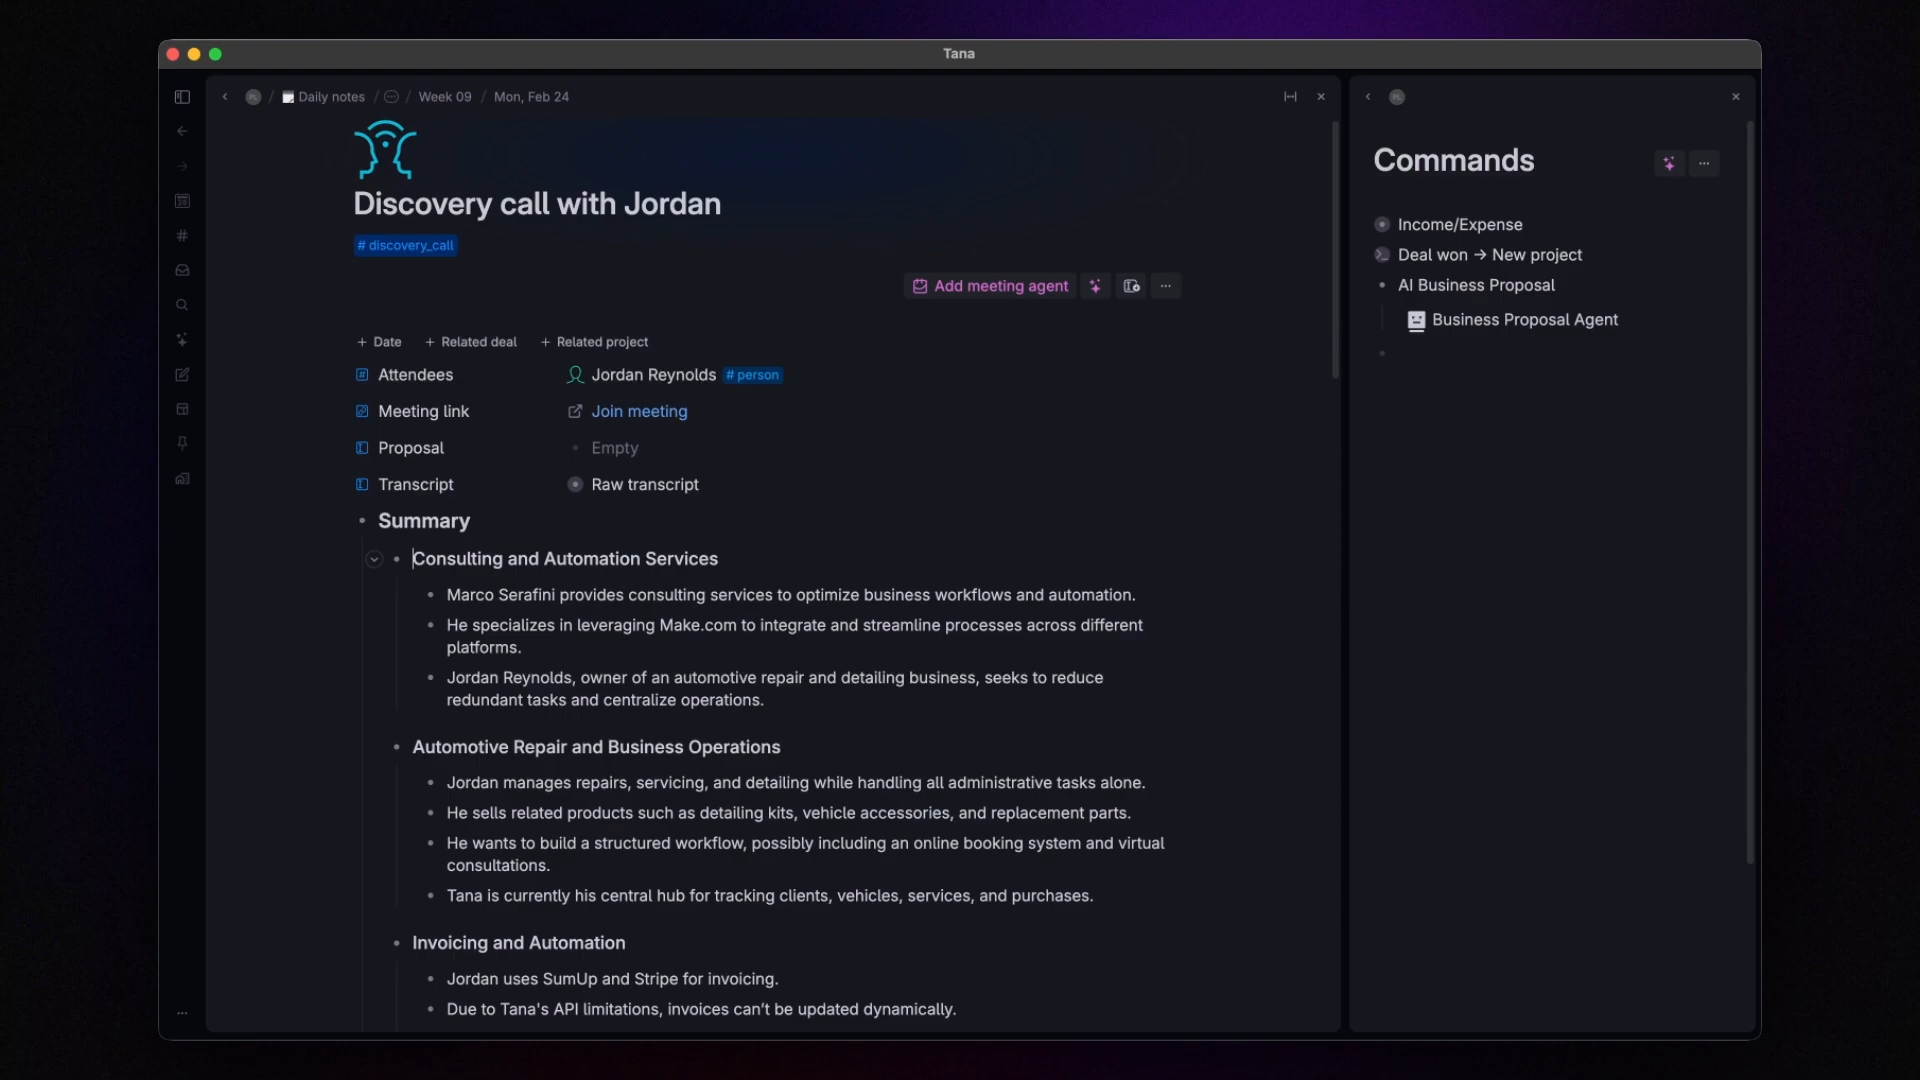 Tana
Daily notes / / Week 09 / Mon, Feb 24
Discovery call with Jordan
# discovery_call
Add meeting agent
+ Date + Related deal + Related project
Attendees Jordan Reynolds # person
Meeting link Join meeting
Proposal Empty
Transcript Raw transcript
Summary
Consulting and Automation Services
Marco Serafini provides consulting services to optimize business workflows and automation.
He specializes in leveraging Make.com to integrate and streamline processes across different
platforms.
Jordan Reynolds, owner of an automotive repair and detailing business, seeks to reduce
redundant tasks and centralize operations.
Automotive Repair and Business Operations
Jordan manages repairs, servicing, and detailing while handling all administrative tasks alone.
He sells related products such as detailing kits, vehicle accessories, and replacement parts.
He wants to build a structured workflow, possibly including an online booking system and virtual
consultations.
Tana is currently his central hub for tracking clients, vehicles, services, and purchases.
Invoicing and Automation
Jordan uses SumUp and Stripe for invoicing.
Due to Tana's API limitations, invoices can’t be updated dynamically.
Commands
Income/Expense
Deal won → New project
AI Business Proposal
Business Proposal Agent